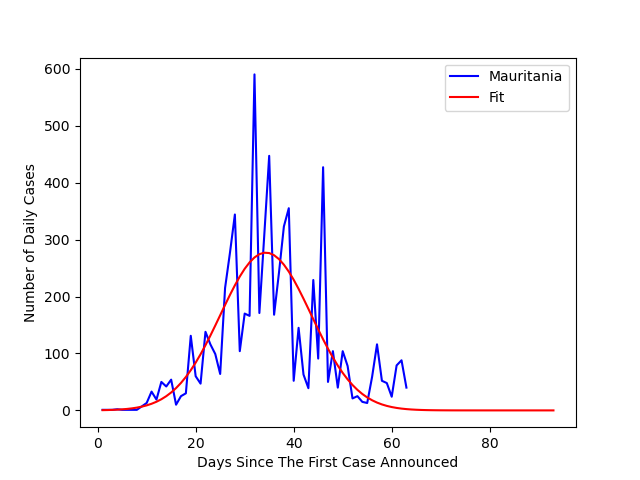 600
500
400
300
200
100
0
Number of Daily Cases
Mauritania
Fit
0 20 40 60 80
Days Since The First Case Announced